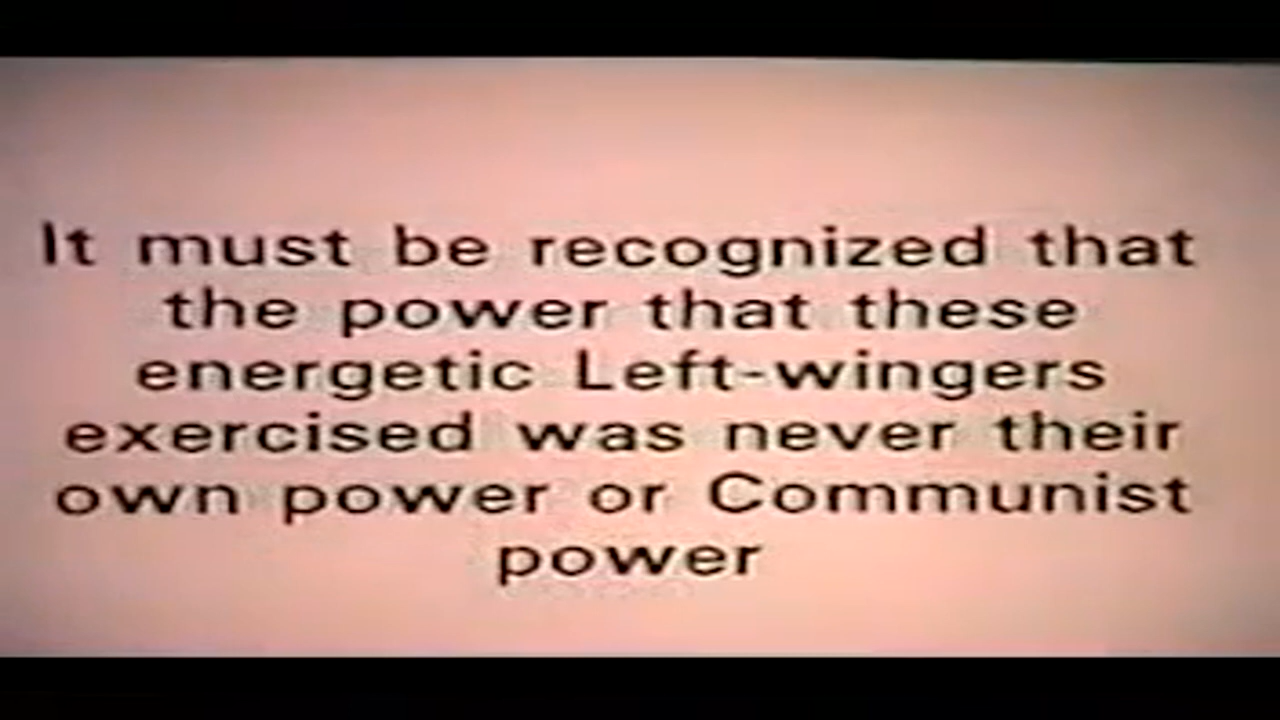 It must be recognized that
the power that these
energetic Left-wingers
exercised was never their
own power or Communist
power